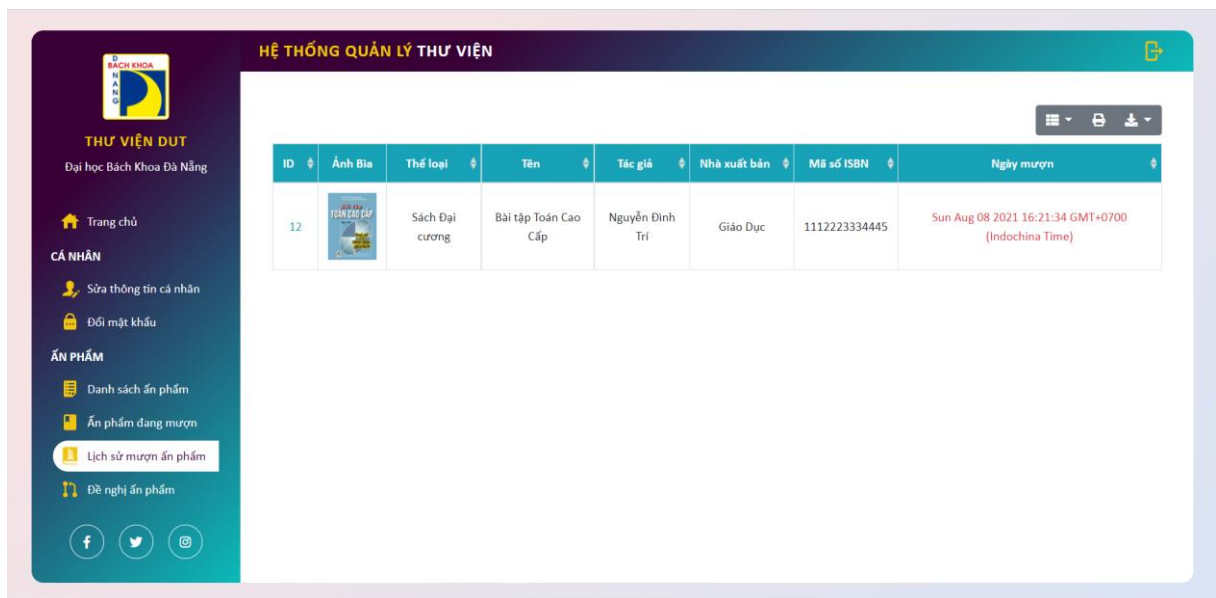 HỆ THỐNG QUẢN LÝ THƯ VIỆN
BÁCH KHOA
DANANG
THƯ VIỆN DUT
Đại học Bách Khoa Đà Nẵng
Trang chủ
CÁ NHÂN
Sửa thông tin cá nhân
Đổi mật khẩu
ẤN PHẨM
Danh sách ấn phẩm
Ấn phẩm đang mượn
Lịch sử mượn ấn phẩm
Đề nghị ấn phẩm
ID Ảnh Bìa Thể loại Tên Tác giả Nhà xuất bản Mã số ISBN Ngày mượn
12
TOÁN CAO CẤP
Sách Đại
cương
Bài tập Toán Cao
Cấp
Nguyễn Đình
Trí
Giáo Dục
1112223334445
Sun Aug 08 2021 16:21:34 GMT+0700
(Indochina Time)